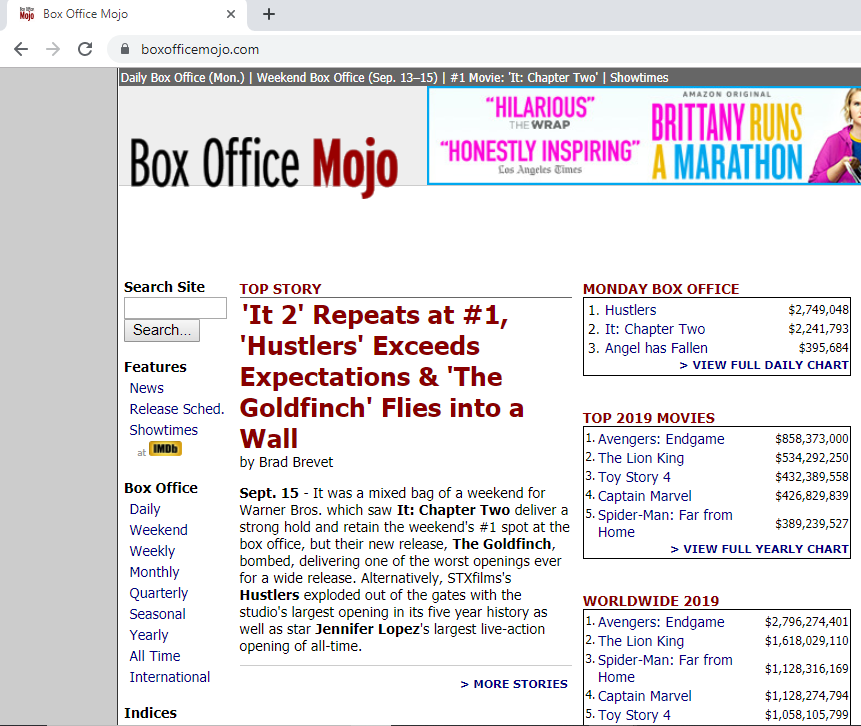 Box Office Mojo
boxofficemojo.com
Daily Box Office (Mon.) | Weekend Box Office (Sep. 13–15) | #1 Movie: 'It: Chapter Two' | Showtimes
Box Office Mojo
“HILARIOUS”
THE WRAP
“HONESTLY INSPIRING”
Los Angeles Times
AMAZON ORIGINAL
BRITTANY RUNS
A MARATHON
Search Site
Search...
Features
News
Release Sched.
Showtimes
at IMDb
Box Office
Daily
Weekend
Weekly
Monthly
Quarterly
Seasonal
Yearly
All Time
International
Indices
TOP STORY
'It 2' Repeats at #1,
'Hustlers' Exceeds
Expectations & 'The
Goldfinch' Flies into a
Wall
by Brad Brevet
Sept. 15 - It was a mixed bag of a weekend for
Warner Bros. which saw It: Chapter Two deliver a
strong hold and retain the weekend's #1 spot at the
box office, but their new release, The Goldfinch,
bombed, delivering one of the worst openings ever
for a wide release. Alternatively, STXfilms's
Hustlers exploded out of the gates with the
studio's largest opening in its five year history as
well as star Jennifer Lopez's largest live-action
opening of all-time.
> MORE STORIES
MONDAY BOX OFFICE
1. Hustlers $2,749,048
2. It: Chapter Two $2,241,793
3. Angel has Fallen $395,684
> VIEW FULL DAILY CHART
TOP 2019 MOVIES
1. Avengers: Endgame $858,373,000
2. The Lion King $534,292,250
3. Toy Story 4 $432,389,558
4. Captain Marvel $426,829,839
5. Spider-Man: Far from
Home $389,239,527
> VIEW FULL YEARLY CHART
WORLDWIDE 2019
1. Avengers: Endgame $2,796,274,401
2. The Lion King $1,618,029,110
3. Spider-Man: Far from
Home $1,128,316,169
4. Captain Marvel $1,128,274,794
5. Toy Story 4 $1,058,105,799